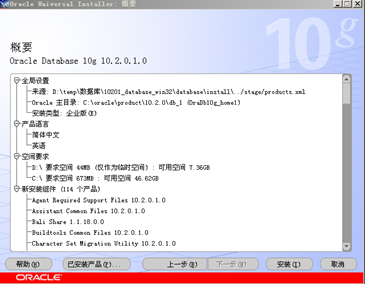 Oracle Universal Installer: 概要
10g
概要
Oracle Database 10g 10.2.0.1.0
全局设置
来源: D:\temp\数据库\10201_database_win32\database\install\../stage/products.xml
Oracle 主目录: C:\oracle\product\10.2.0\db_1 (OraDb10g_home1)
安装类型: 企业版(E)
产品语言
简体中文
英语
空间要求
D:\ 要求空间 44MB (仅作为临时空间) : 可用空间 7.36GB
C:\ 要求空间 673MB : 可用空间 46.62GB
新安装组件 (114 个产品)
Agent Required Support Files 10.2.0.1.0
Assistant Common Files 10.2.0.1.0
Bali Share 1.1.18.0.0
Buildtools Common Files 10.2.0.1.0
Character Set Migration Utility 10.2.0.1.0
帮助(H) 已安装产品(P)... 上一步(B) 下一步(N) 安装(I) 取消
ORACLE